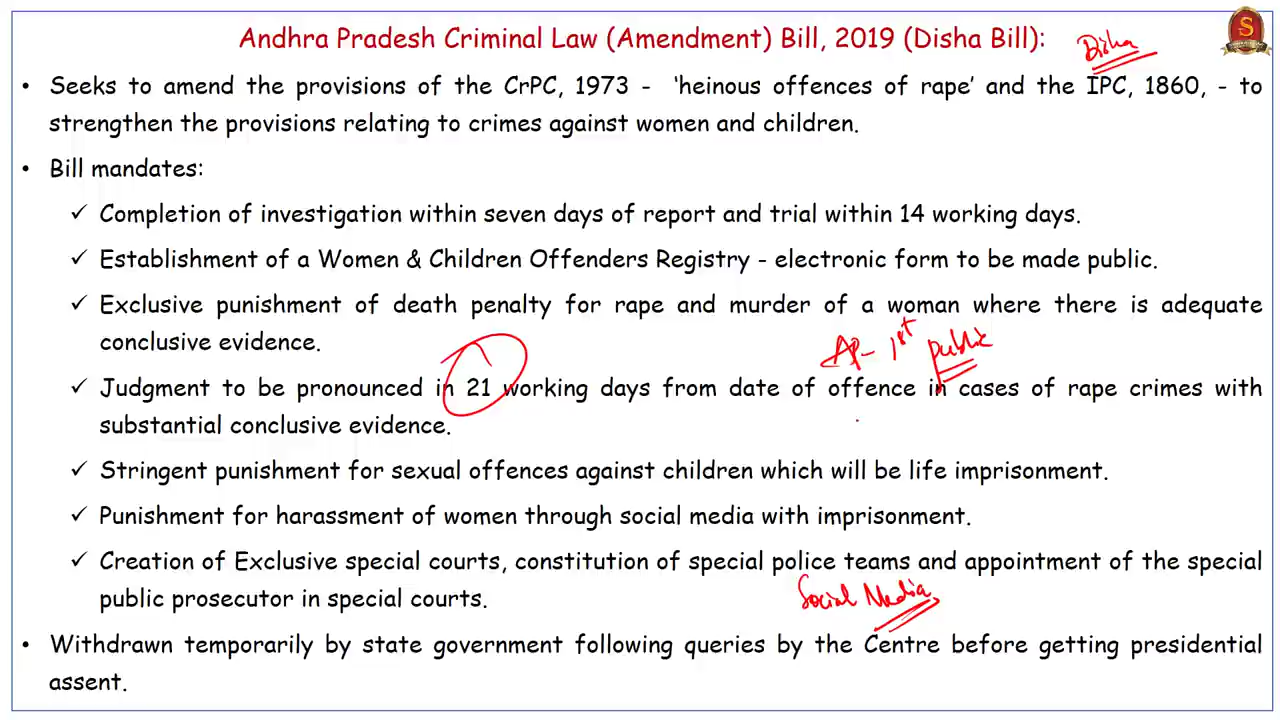 Andhra Pradesh Criminal Law (Amendment) Bill, 2019 (Disha Bill):
Disha
• Seeks to amend the provisions of the CrPC, 1973 - ‘heinous offences of rape’ and the IPC, 1860, - to
strengthen the provisions relating to crimes against women and children.
• Bill mandates:
✓ Completion of investigation within seven days of report and trial within 14 working days.
✓ Establishment of a Women & Children Offenders Registry - electronic form to be made public.
✓ Exclusive punishment of death penalty for rape and murder of a woman where there is adequate
conclusive evidence.
AP- 1st public
✓ Judgment to be pronounced in 21 working days from date of offence in cases of rape crimes with
substantial conclusive evidence.
✓ Stringent punishment for sexual offences against children which will be life imprisonment.
✓ Punishment for harassment of women through social media with imprisonment.
✓ Creation of Exclusive special courts, constitution of special police teams and appointment of the special
public prosecutor in special courts.
Social Media
• Withdrawn temporarily by state government following queries by the Centre before getting presidential
assent.